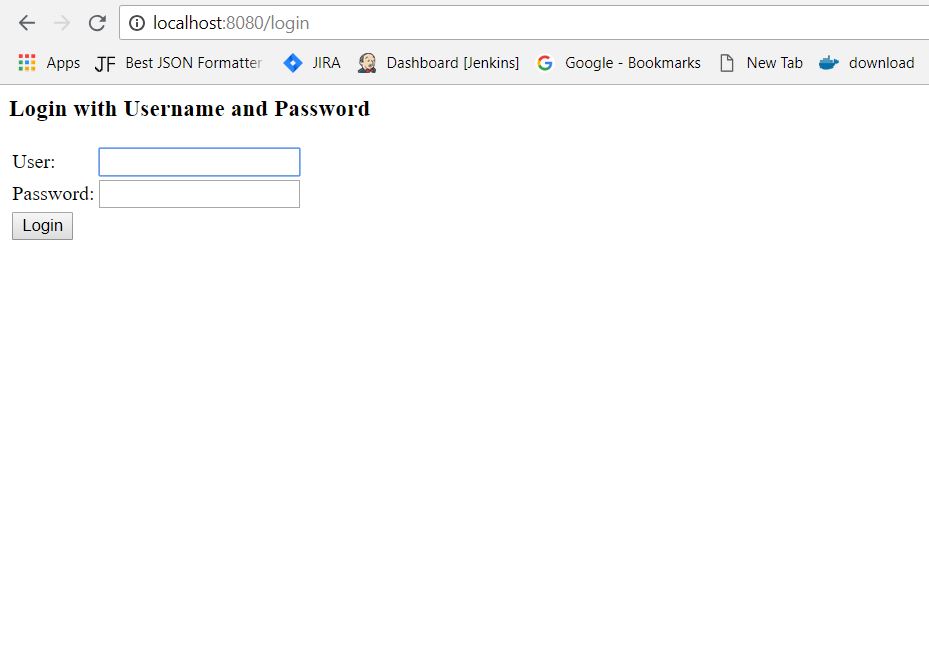 localhost:8080/login
Apps JF Best JSON Formatter JIRA Dashboard [Jenkins] G Google - Bookmarks New Tab download
Login with Username and Password
User:
Password:
Login